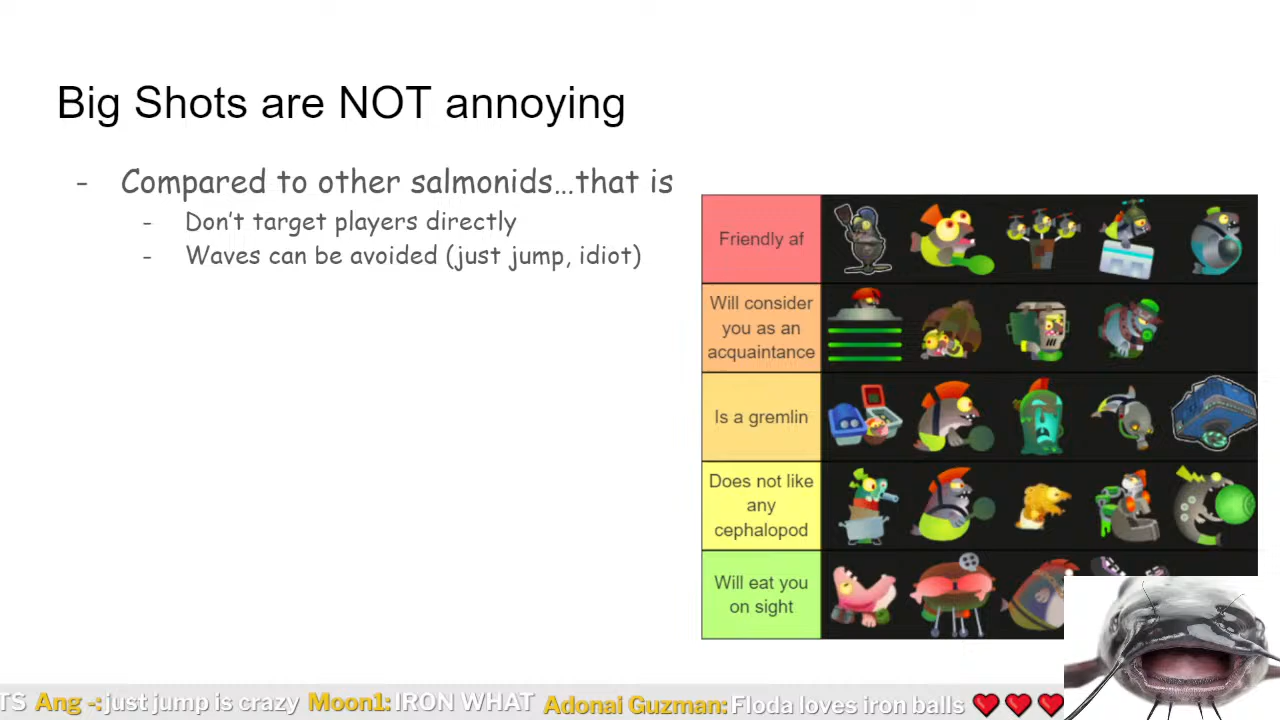 Big Shots are NOT annoying
- Compared to other salmonids...that is
- Don't target players directly
- Waves can be avoided (just jump, idiot)
Friendly af
Will consider
you as an
acquaintance
Is a gremlin
Does not like
any
cephalopod
Will eat you
on sight
TS Ang -: just jump is crazy Moon1: IRON WHAT Adonai Guzman: Floda loves iron balls ❤️❤️❤️